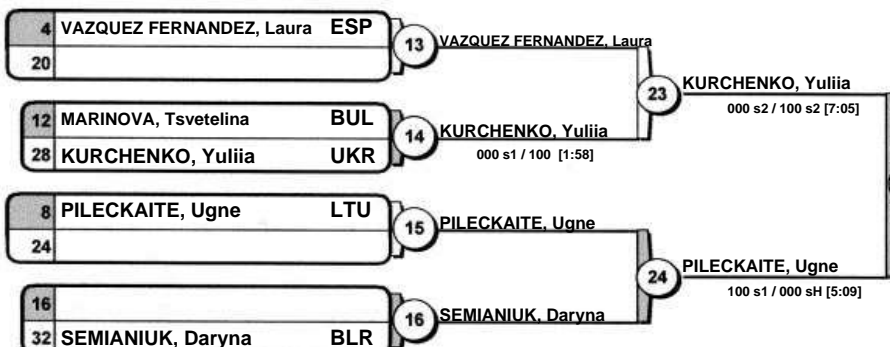 4 VAZQUEZ FERNANDEZ, Laura ESP
20
13
VAZQUEZ FERNANDEZ, Laura
12 MARINOVA, Tsvetelina BUL
28 KURCHENKO, Yuliia UKR
14
KURCHENKO, Yuliia
000 s1 / 100 [1:58]
23
KURCHENKO, Yuliia
000 s2 / 100 s2 [7:05]
8 PILECKAITE, Ugne LTU
24
15
PILECKAITE, Ugne
16
32 SEMIANIUK, Daryna BLR
16
SEMIANIUK, Daryna
24
PILECKAITE, Ugne
100 s1 / 000 sH [5:09]